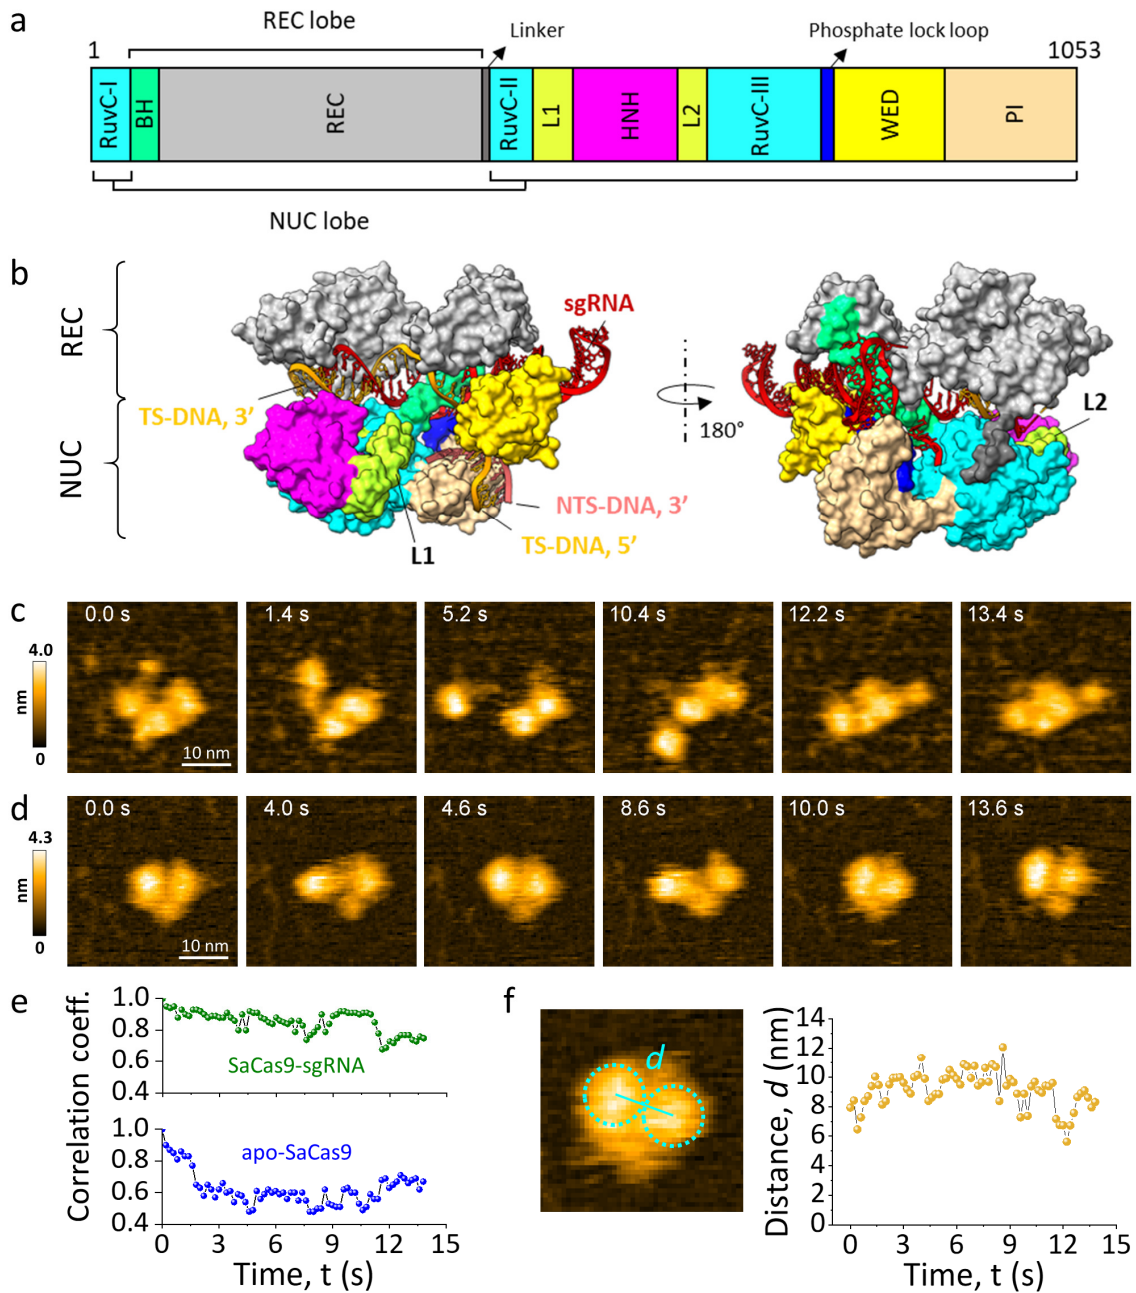 a
REC lobe
Linker
Phosphate lock loop
1
1053
RuvC-I
BH
REC
RuvC-II
L1
HNH
L2
RuvC-III
WED
PI
NUC lobe
b
REC
NUC
sgRNA
TS-DNA, 3’
L1
NTS-DNA, 3’
TS-DNA, 5’
180°
L2
c
4.0
nm
0
0.0 s
1.4 s
5.2 s
10.4 s
12.2 s
13.4 s
10 nm
d
4.3
nm
0
0.0 s
4.0 s
4.6 s
8.6 s
10.0 s
13.6 s
10 nm
e
Correlation coeff.
1.0
0.8
0.6
0.4
SaCas9-sgRNA
1.0
0.8
0.6
0.4
apo-SaCas9
0 3 6 9 12 15
Time, t (s)
f
d
Distance, d (nm)
14
12
10
8
6
4
2
0
0 3 6 9 12 15
Time, t (s)